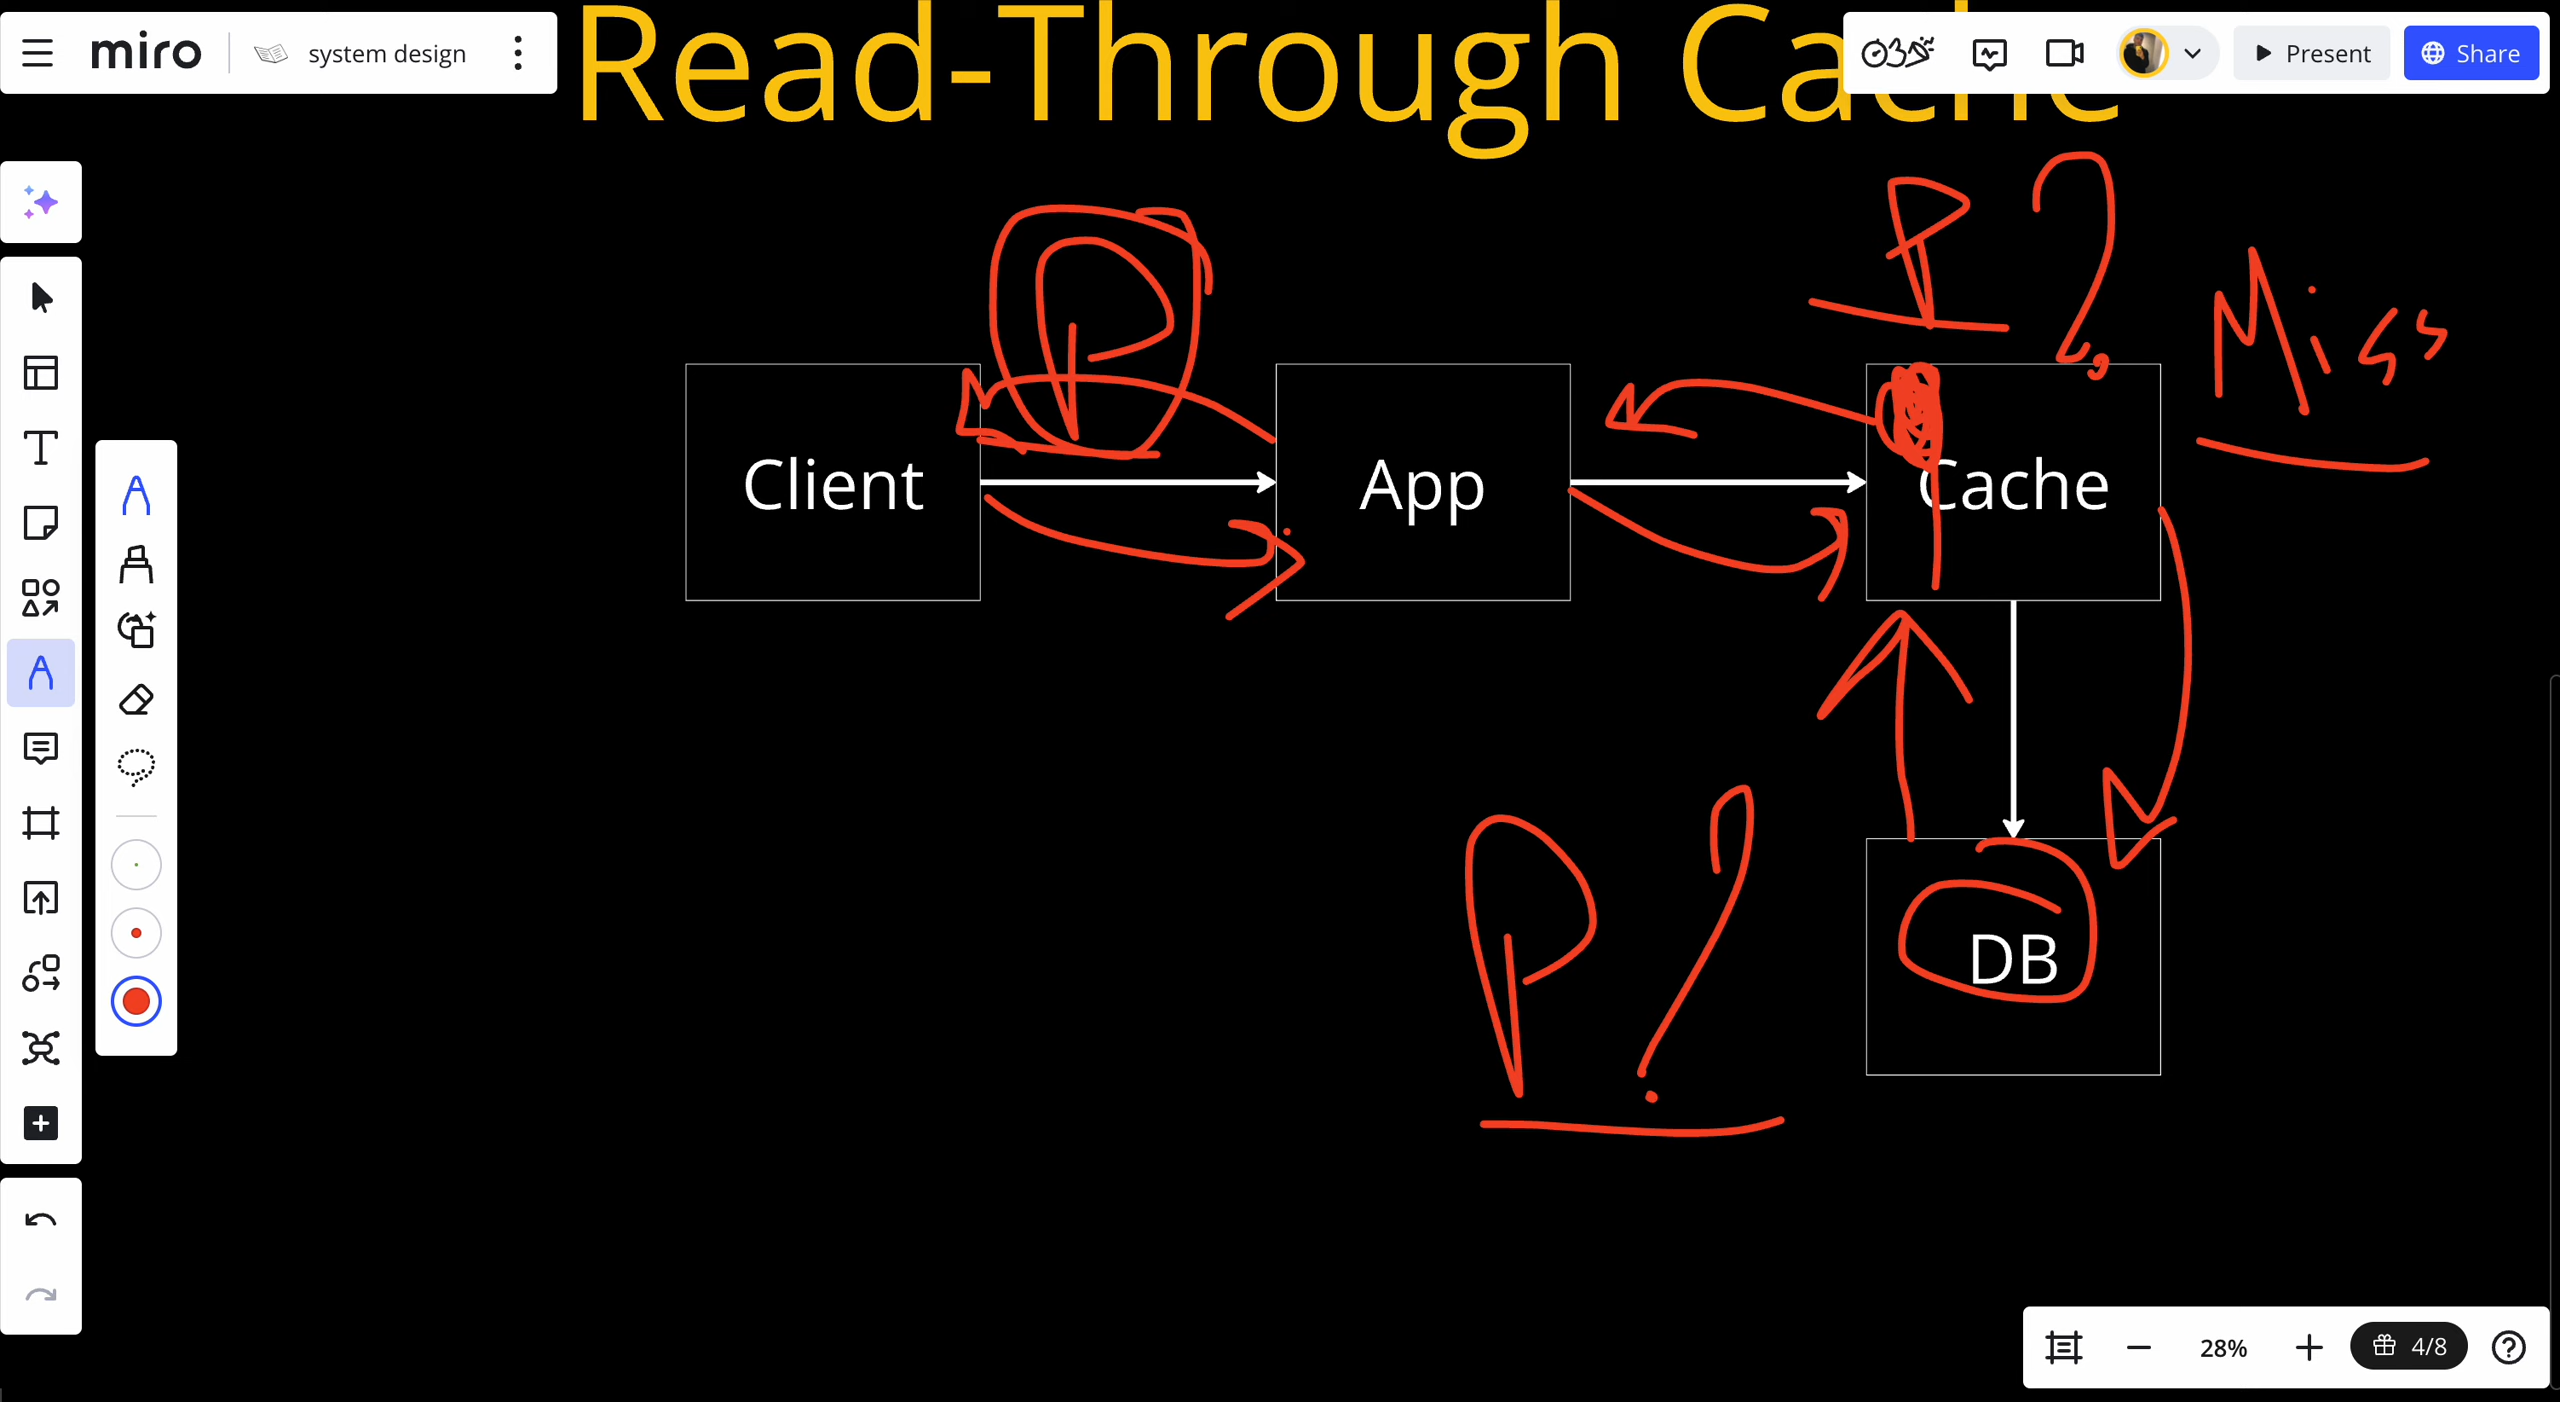 miro
system design
Read-Through Cache
Present
Share
P ?
P
Miss
Client
App
Cache
P ?
DB
28%
4/8